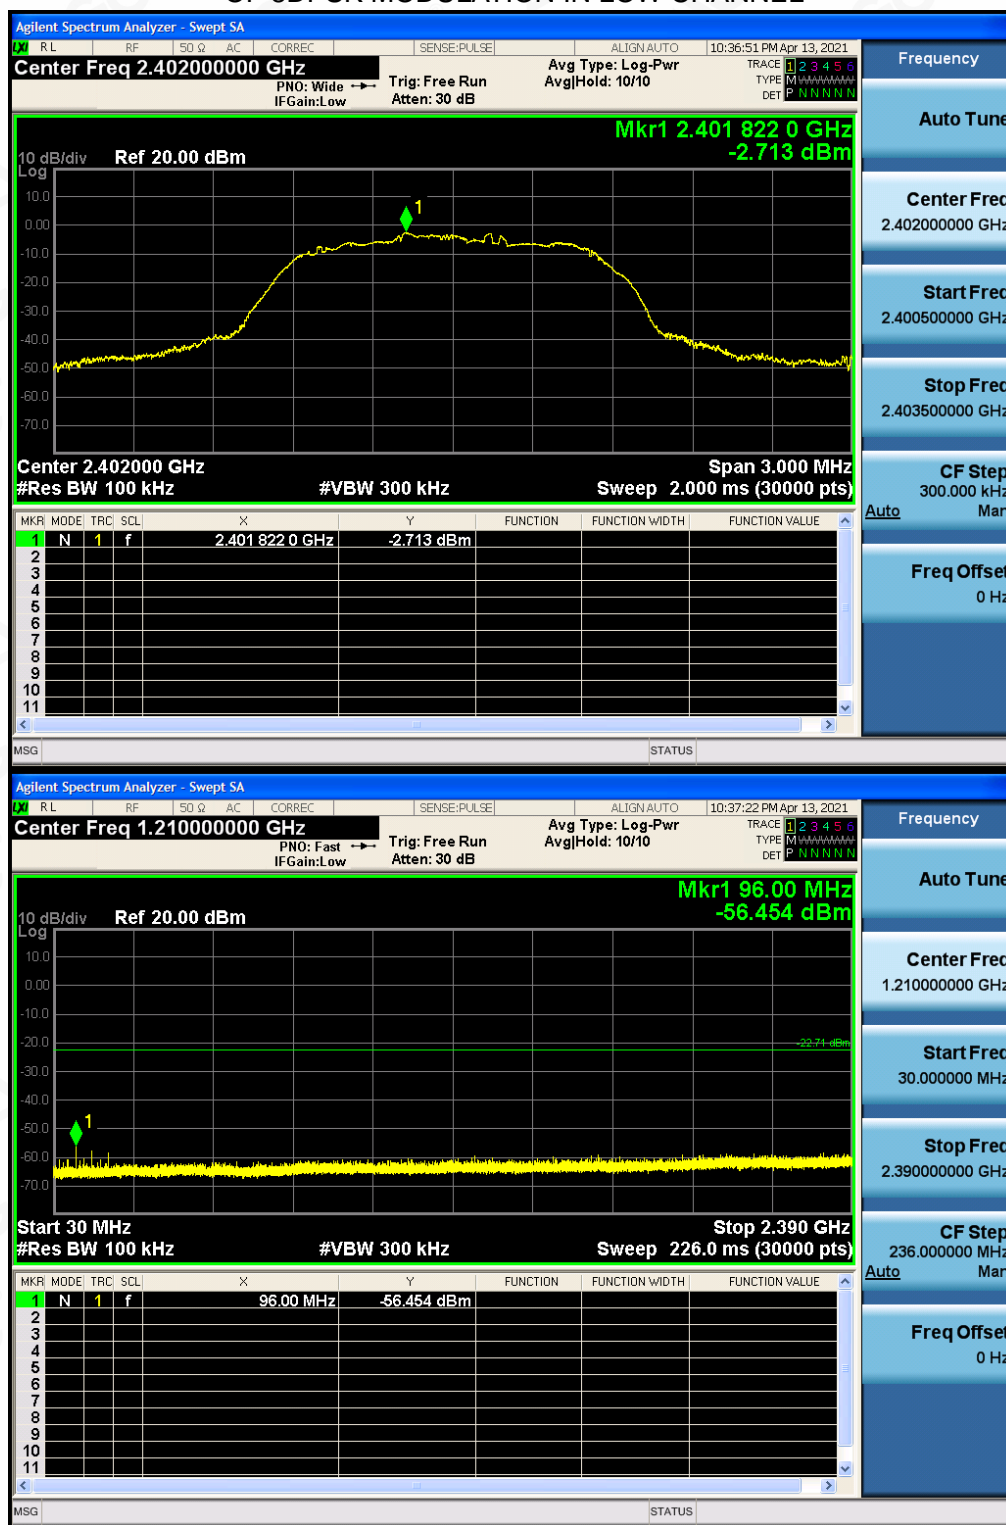 OF 8DPSK MODULATION IN LOW CHANNEL
Agilent Spectrum Analyzer - Swept SA
LXI RL RF 50 Ω AC CORREC SENSE:PULSE ALIGN AUTO 10:36:51 PM Apr 13, 2021
Center Freq 2.402000000 GHz
PNO: Wide
IFGain:Low
Trig: Free Run
Atten: 30 dB
Avg Type: Log-Pwr
Avg|Hold: 10/10
TRACE 1 2 3 4 5 6
TYPE M
DET P N N N N N
Mkr1 2.401 822 0 GHz
-2.713 dBm
10 dB/div Ref 20.00 dBm
Log
10.0
0.00
-10.0
-20.0
-30.0
-40.0
-50.0
-60.0
-70.0
1
Center 2.402000 GHz Span 3.000 MHz
#Res BW 100 kHz #VBW 300 kHz Sweep 2.000 ms (30000 pts)
MKR MODE TRC SCL X Y FUNCTION FUNCTION WIDTH FUNCTION VALUE
1 N 1 f 2.401 822 0 GHz -2.713 dBm
2
3
4
5
6
7
8
9
10
11
MSG STATUS
Frequency
Auto Tune
Center Freq
2.402000000 GHz
Start Freq
2.400500000 GHz
Stop Freq
2.403500000 GHz
CF Step
300.000 kHz
Auto Man
Freq Offset
0 Hz
Agilent Spectrum Analyzer - Swept SA
LXI RL RF 50 Ω AC CORREC SENSE:PULSE ALIGN AUTO 10:37:22 PM Apr 13, 2021
Center Freq 1.210000000 GHz
PNO: Fast
IFGain:Low
Trig: Free Run
Atten: 30 dB
Avg Type: Log-Pwr
Avg|Hold: 10/10
TRACE 1 2 3 4 5 6
TYPE M
DET P N N N N N
Mkr1 96.00 MHz
-56.454 dBm
10 dB/div Ref 20.00 dBm
Log
10.0
0.00
-10.0
-20.0
-30.0
-40.0
-50.0
-60.0
-70.0
-22.71 dBm
1
Start 30 MHz Stop 2.390 GHz
#Res BW 100 kHz #VBW 300 kHz Sweep 226.0 ms (30000 pts)
MKR MODE TRC SCL X Y FUNCTION FUNCTION WIDTH FUNCTION VALUE
1 N 1 f 96.00 MHz -56.454 dBm
2
3
4
5
6
7
8
9
10
11
MSG STATUS
Frequency
Auto Tune
Center Freq
1.210000000 GHz
Start Freq
30.000000 MHz
Stop Freq
2.390000000 GHz
CF Step
236.000000 MHz
Auto Man
Freq Offset
0 Hz